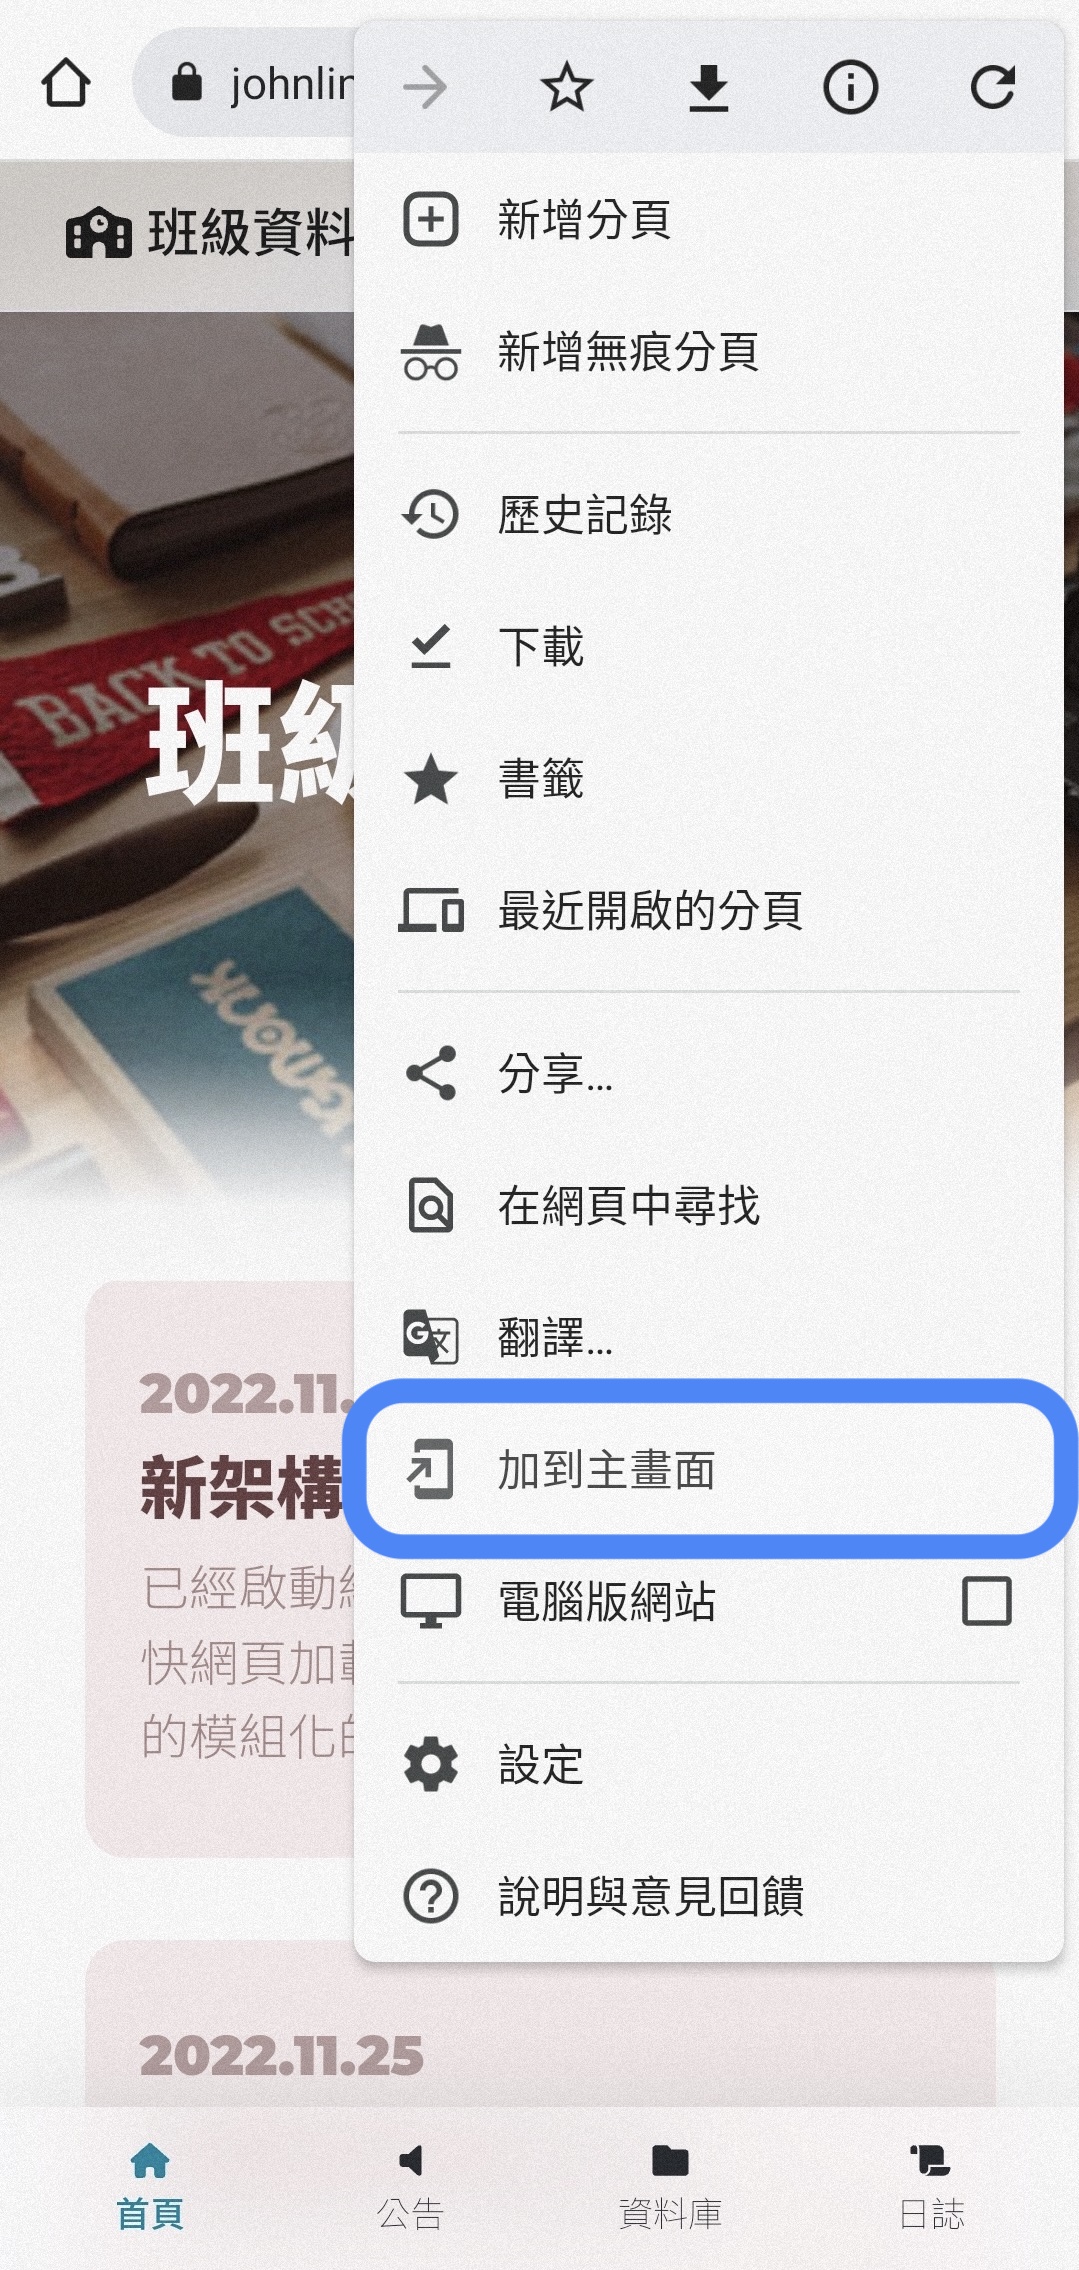 johnlin
班級資料
新增分頁
新增無痕分頁
歷史記錄
下載
書籤
最近開啟的分頁
分享...
在網頁中尋找
翻譯...
加到主畫面
電腦版網站
設定
說明與意見回饋
BACK TO SCH
班級
2022.11.
新架構
已經啟動
快網頁加載
的模組化的
2022.11.25
首頁
公告
資料庫
日誌